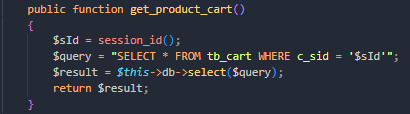 public function get_product_cart()
{
$sId = session_id();
$query = "SELECT * FROM tb_cart WHERE c_sid = '$sId'";
$result = $this->db->select($query);
return $result;
}